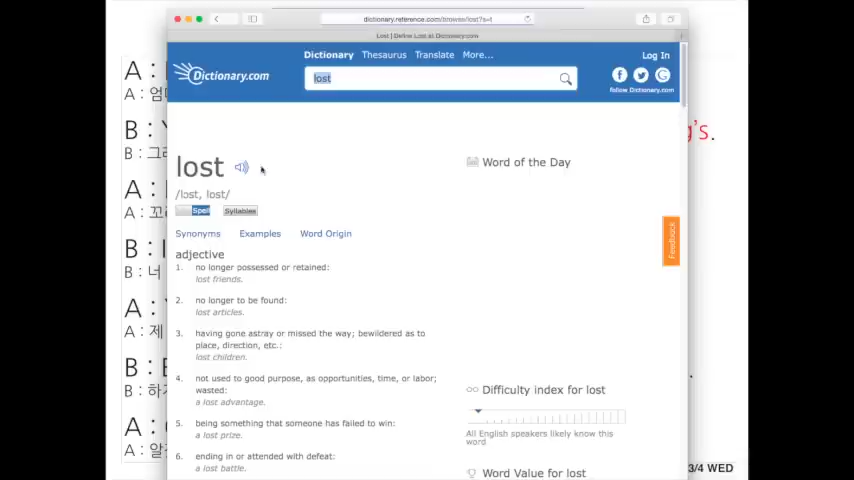 dictionary.reference.com/browse/lost?s=t
Lost | Define Lost at Dictionary.com
Dictionary Thesaurus Translate More...
Log In
Dictionary.com
lost
follow Dictionary.com
A :
A : 엄
B : Y
B : 그
A :
A : 꼬
B : I
B : 너
A : Y
A : 제
B : E
B : 하
A :
A : 알
g's.
lost
/lɔst, lɒst/
Spell Syllables
Synonyms Examples Word Origin
adjective
1. no longer possessed or retained:
lost friends.
2. no longer to be found:
lost articles.
3. having gone astray or missed the way; bewildered as to
place, direction, etc.:
lost children.
4. not used to good purpose, as opportunities, time, or labor;
wasted:
a lost advantage.
5. being something that someone has failed to win:
a lost prize.
6. ending in or attended with defeat:
a lost battle.
Word of the Day
Feedback
Difficulty index for lost
All English speakers likely know this
word
Word Value for lost
3/4 WED